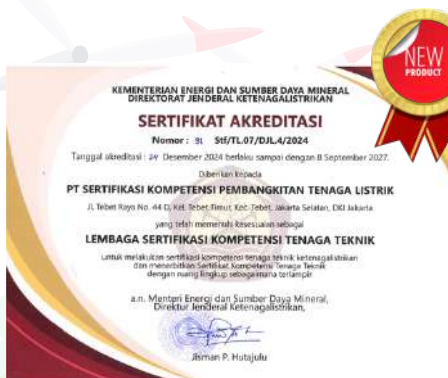 NEW
PRODUCT
KEMENTERIAN ENERGI DAN SUMBER DAYA MINERAL
DIREKTORAT JENDERAL KETENAGALISTRIKAN
SERTIFIKAT AKREDITASI
Nomor : 91 Stf/TL.07/DJL.4/2024
Tanggal akreditasi : 24 Desember 2024 berlaku sampai dengan 8 September 2027.
Diberikan kepada
PT SERTIFIKASI KOMPETENSI PEMBANGKITAN TENAGA LISTRIK
Jl. Tebet Raya No. 44 D, Kel. Tebet Timur, Kec. Tebet, Jakarta Selatan, DKI Jakarta
yang telah memenuhi kesesuaian sebagai
LEMBAGA SERTIFIKASI KOMPETENSI TENAGA TEKNIK
untuk melakukan sertifikasi kompetensi tenaga teknik ketenagalistrikan
dan menerbitkan Sertifikat Kompetensi Tenaga Teknik
dengan ruang lingkup sebagaimana terlampir
a.n. Menteri Energi dan Sumber Daya Mineral,
Direktur Jenderal Ketenagalistrikan,
Jisman P. Hutajulu